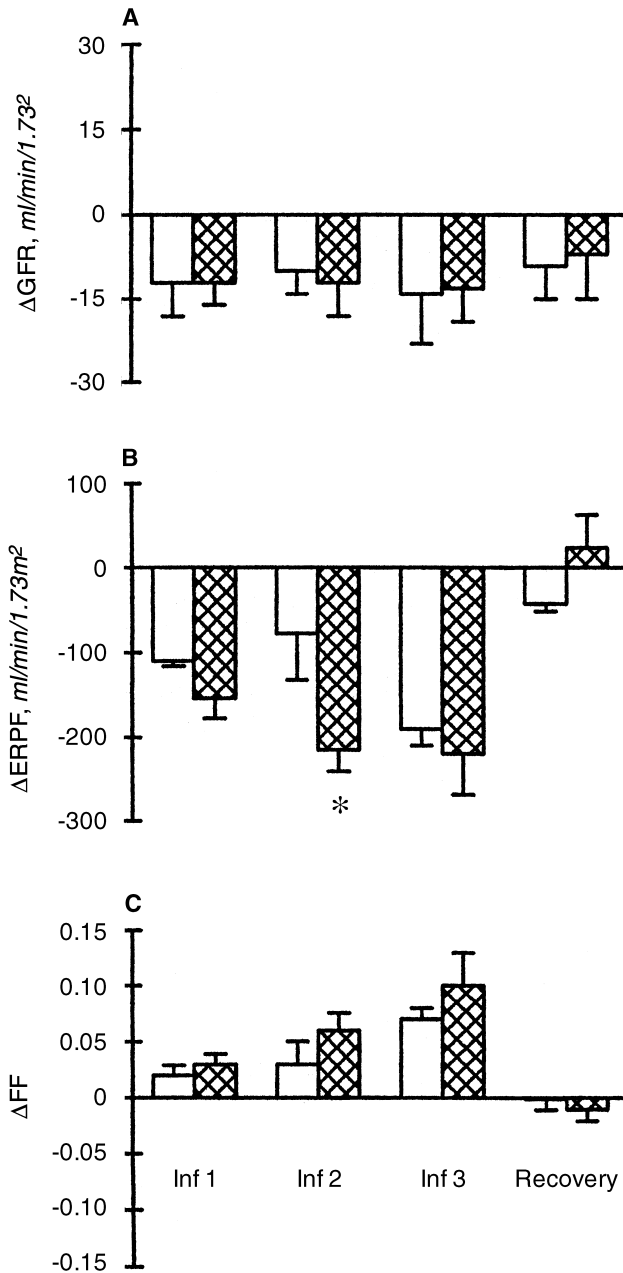 A
30
15
0
-15
-30
ΔGFR, ml/min/1.73²
B
100
0
-100
-200
-300
ΔERPF, ml/min/1.73m²
*
C
0.15
0.10
0.05
0
-0.05
-0.10
-0.15
ΔFF
Inf 1 Inf 2 Inf 3 Recovery